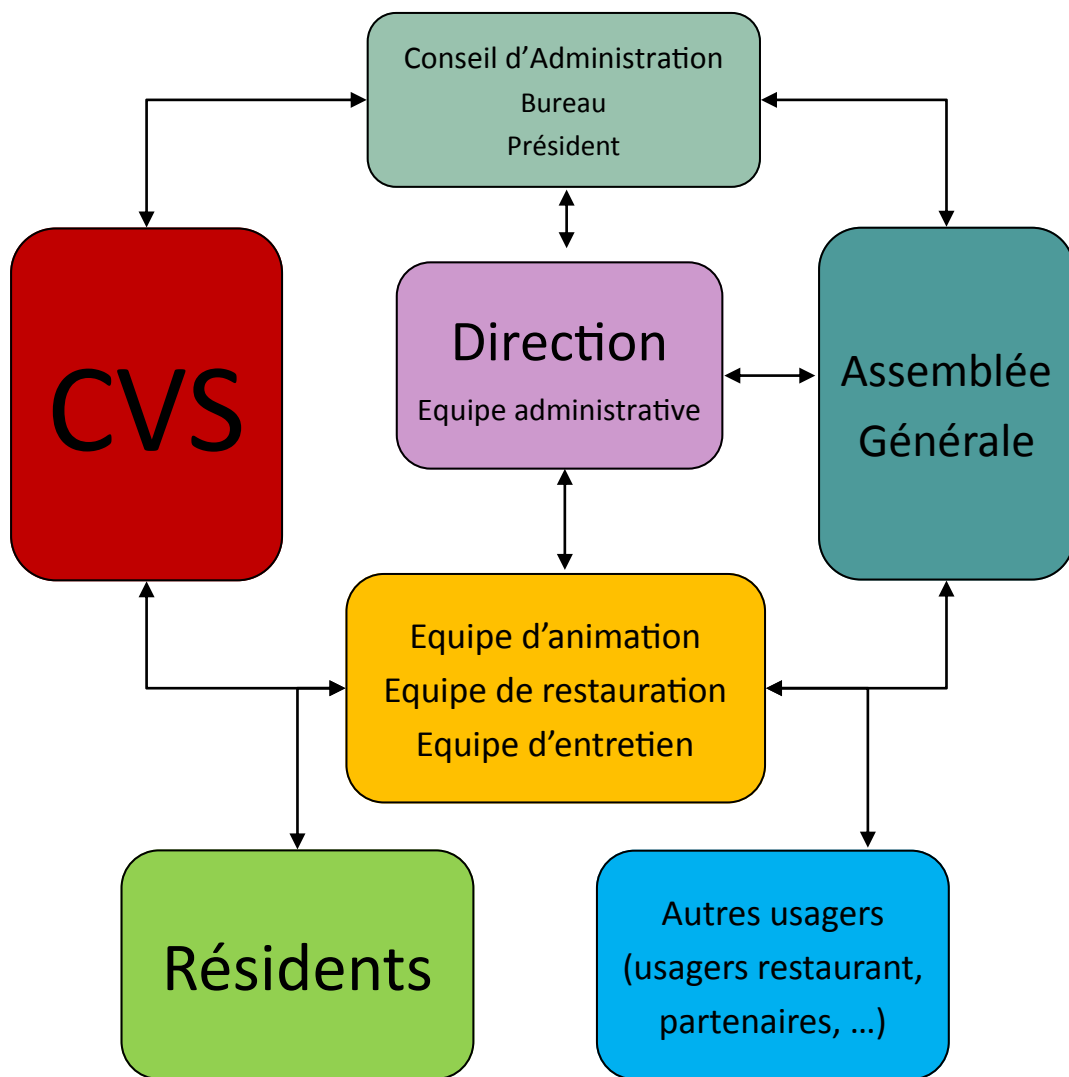 Conseil d’Administration
Bureau
Président
CVS
Direction
Equipe administrative
Assemblée
Générale
Equipe d’animation
Equipe de restauration
Equipe d’entretien
Résidents
Autres usagers
(usagers restaurant,
partenaires, ...)